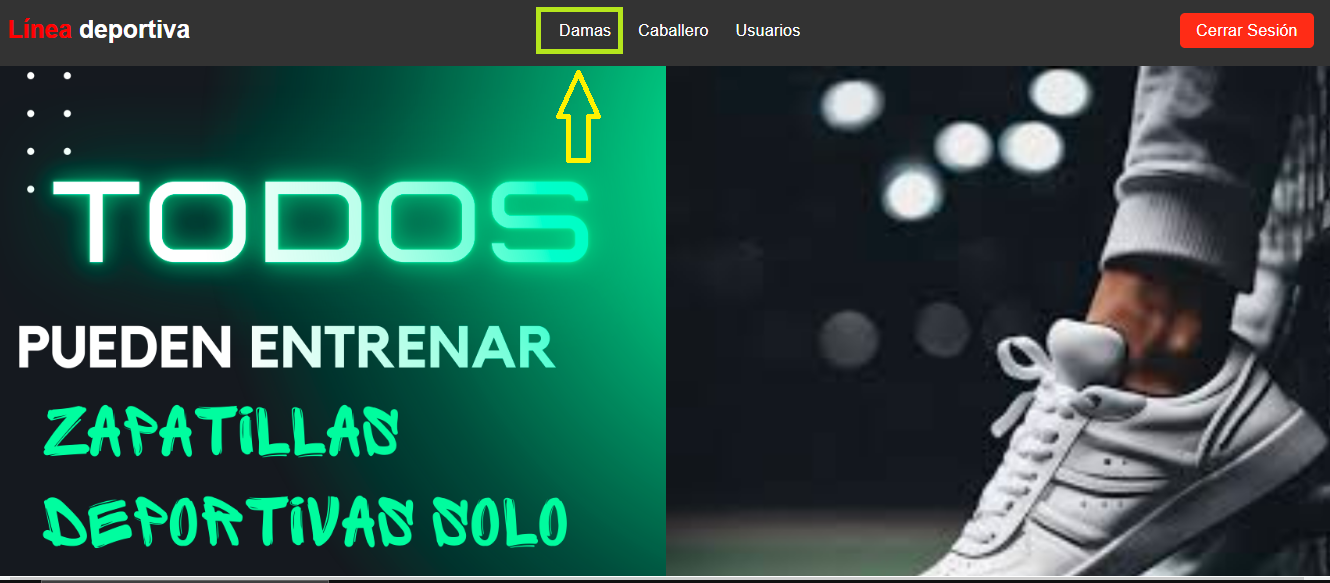 Línea deportiva
Damas Caballero Usuarios
Cerrar Sesión
TODOS
PUEDEN ENTRENAR
ZAPATiLLAS
DEPORTiVAS SOLO